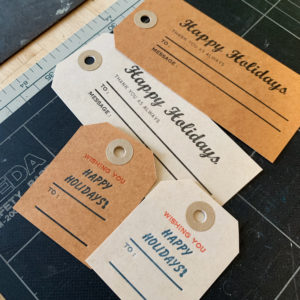 Happy Holidays
THANK YOU AS ALWAYS
TO :
MESSAGE :
Happy Holidays
THANK YOU AS ALWAYS
TO :
MESSAGE :
WISHING YOU
HAPPY
HOLIDAYS!
TO :
WISHING YOU
HAPPY
HOLIDAYS!
TO :